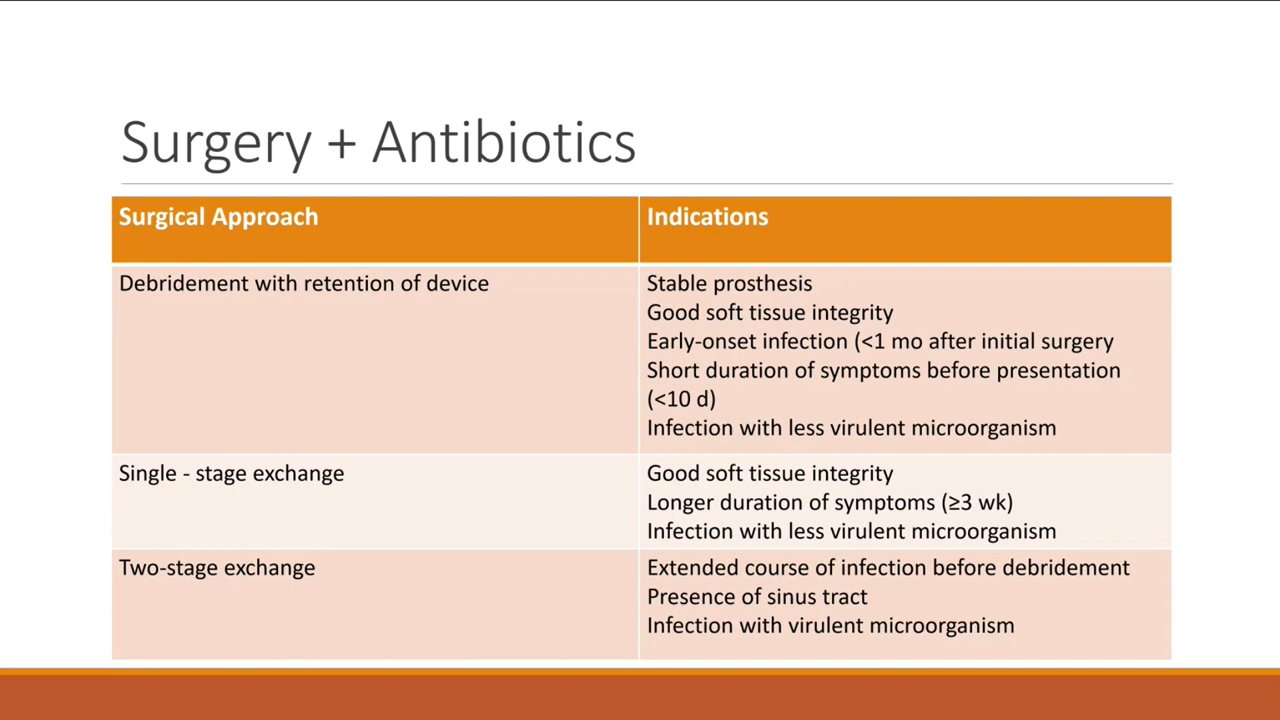 Surgery + Antibiotics
Surgical Approach
Indications
Debridement with retention of device
Stable prosthesis
Good soft tissue integrity
Early-onset infection (<1 mo after initial surgery
Short duration of symptoms before presentation
(<10 d)
Infection with less virulent microorganism
Single - stage exchange
Good soft tissue integrity
Longer duration of symptoms (≥3 wk)
Infection with less virulent microorganism
Two-stage exchange
Extended course of infection before debridement
Presence of sinus tract
Infection with virulent microorganism